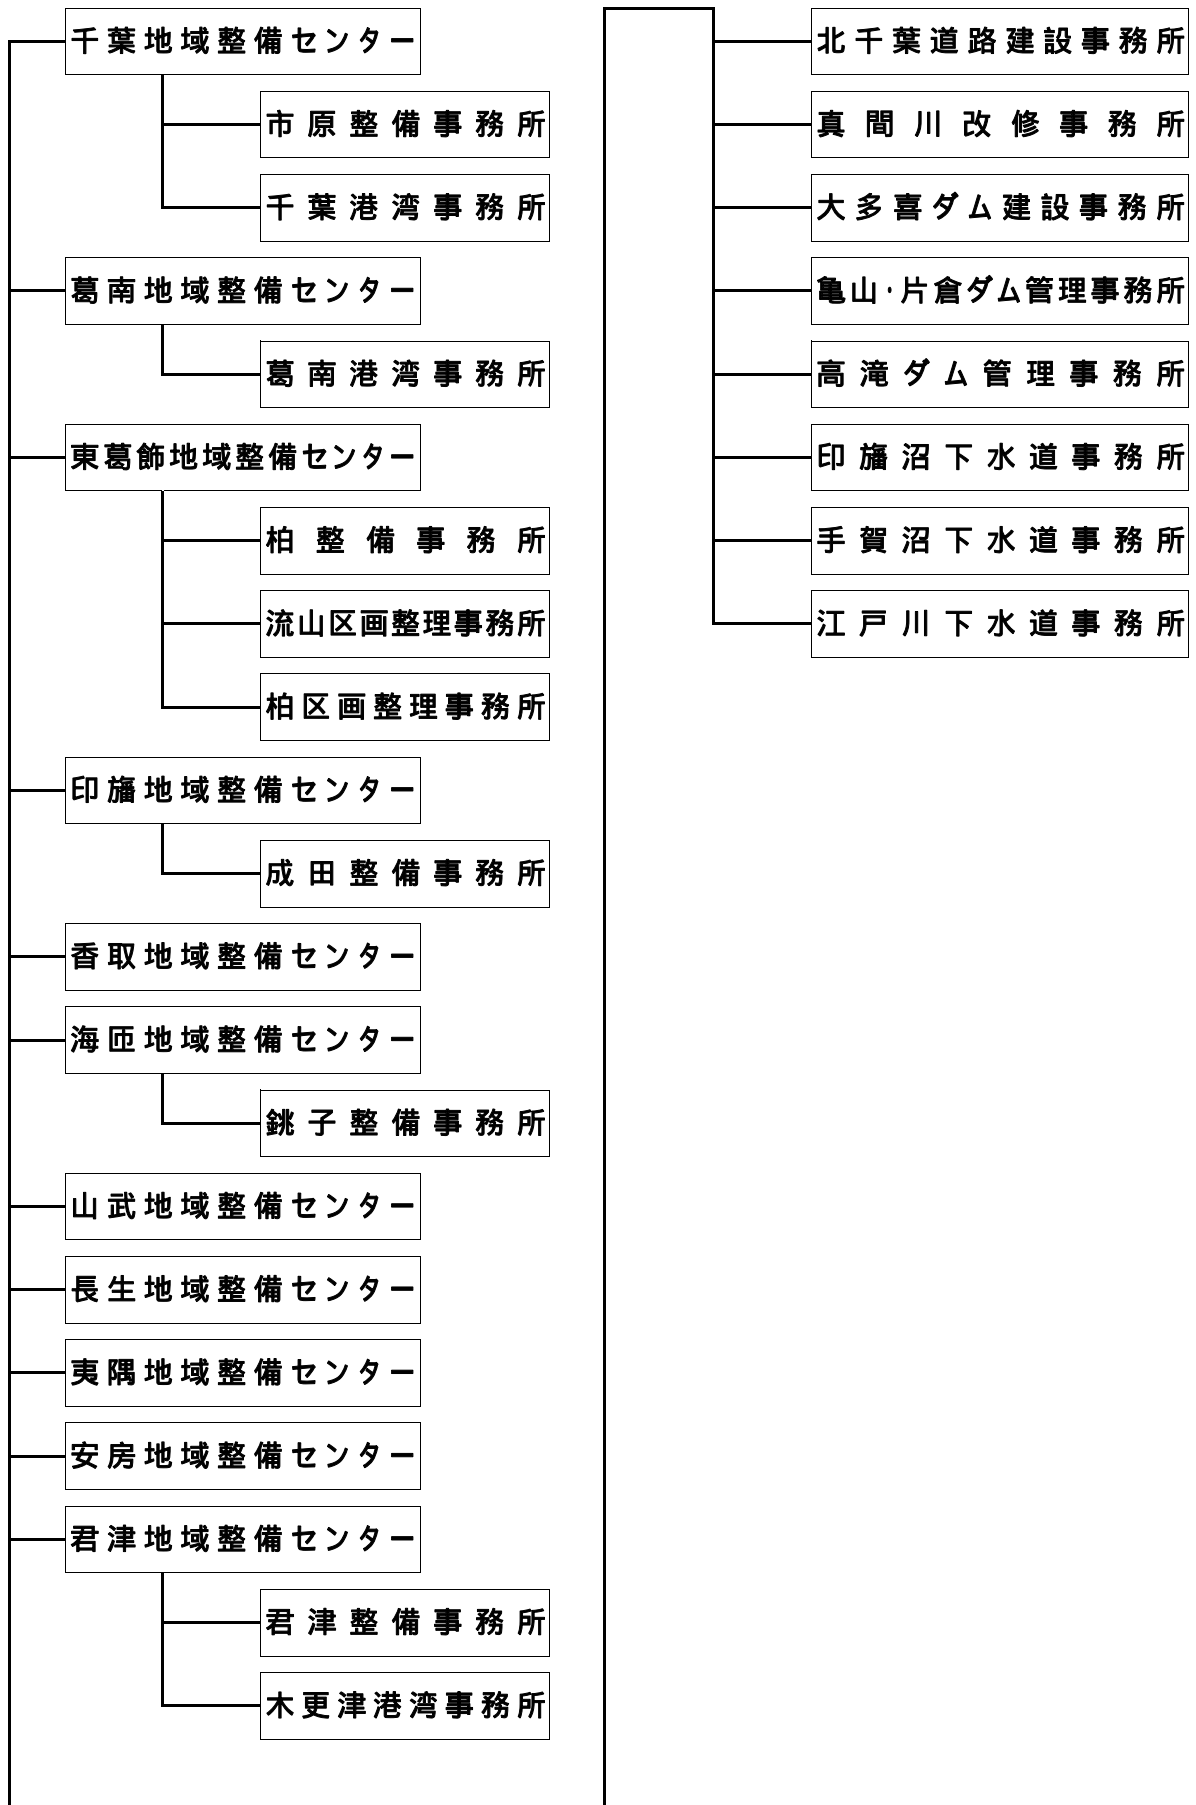 千葉地域整備センター
市原整備事務所
千葉港湾事務所
葛南地域整備センター
葛南港湾事務所
東葛飾地域整備センター
柏整備事務所
流山区画整理事務所
柏区画整理事務所
印旛地域整備センター
成田整備事務所
香取地域整備センター
海匝地域整備センター
銚子整備事務所
山武地域整備センター
長生地域整備センター
夷隅地域整備センター
安房地域整備センター
君津地域整備センター
君津整備事務所
木更津港湾事務所
北千葉道路建設事務所
真間川改修事務所
大多喜ダム建設事務所
亀山・片倉ダム管理事務所
高滝ダム管理事務所
印旛沼下水道事務所
手賀沼下水道事務所
江戸川下水道事務所